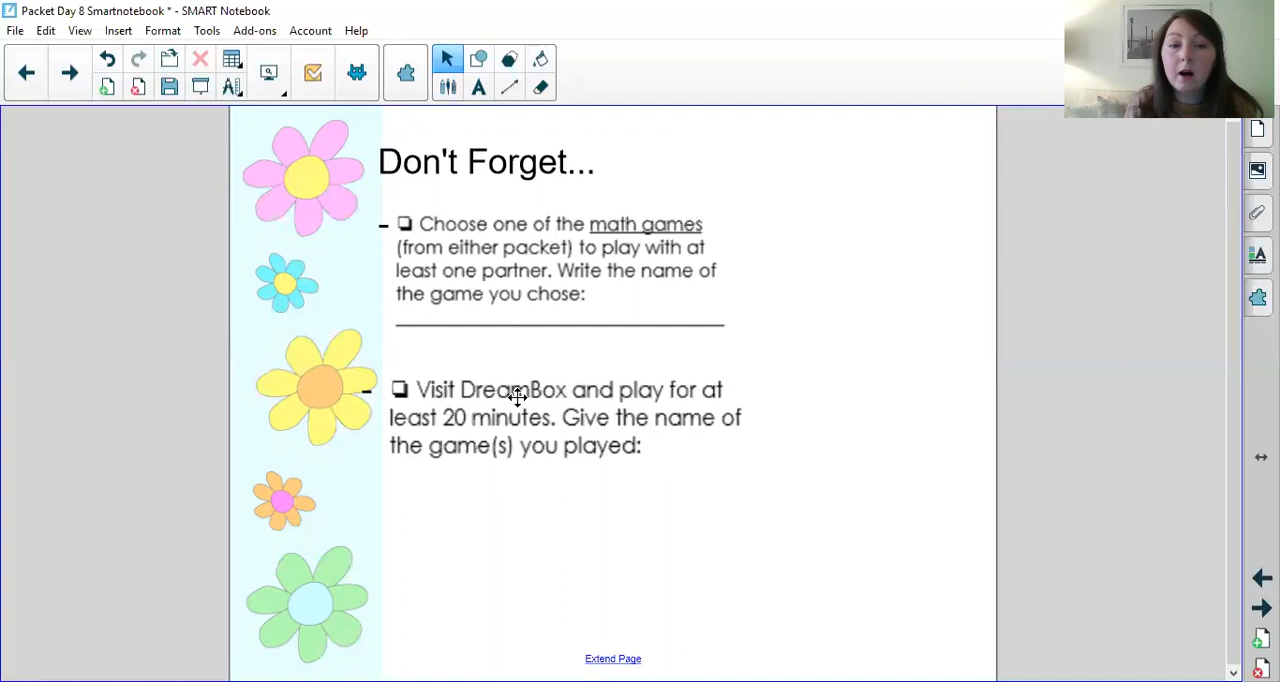 Packet Day 8 Smartnotebook * - SMART Notebook
File Edit View Insert Format Tools Add-ons Account Help
Don't Forget...
- ❏ Choose one of the math games
(from either packet) to play with at
least one partner. Write the name of
the game you chose:
- ❏ Visit DreamBox and play for at
least 20 minutes. Give the name of
the game(s) you played:
Extend Page